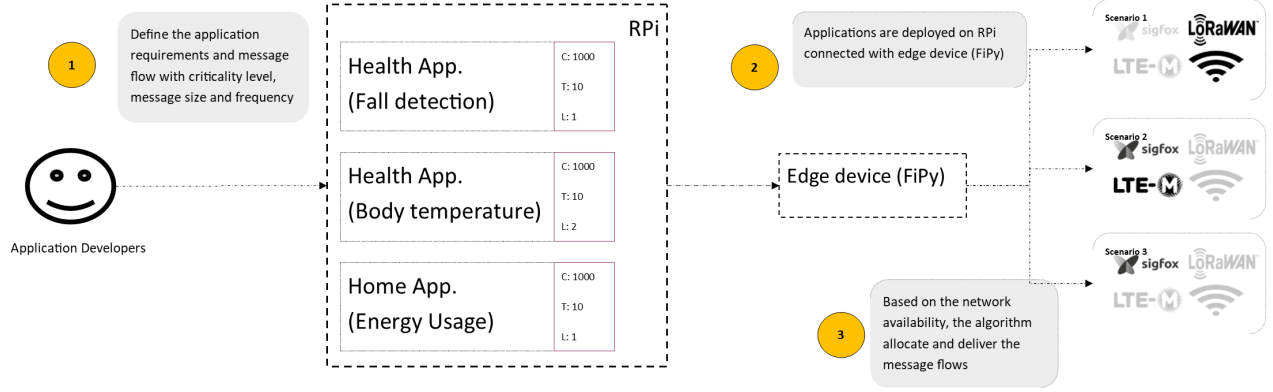 1
Define the application
requirements and message
flow with criticality level,
message size and frequency
Application Developers
RPi
Health App.
(Fall detection)
C: 1000
T: 10
L: 1
Health App.
(Body temperature)
C: 1000
T: 10
L: 2
Home App.
(Energy Usage)
C: 1000
T: 10
L: 1
2
Applications are deployed on RPi
connected with edge device (FiPy)
Edge device (FiPy)
3
Based on the network
availability, the algorithm
allocate and deliver the
message flows
Scenario 1
sigfox LoRaWAN
LTE-M
Scenario 2
sigfox LoRaWAN
LTE-M
Scenario 3
sigfox LoRaWAN
LTE-M